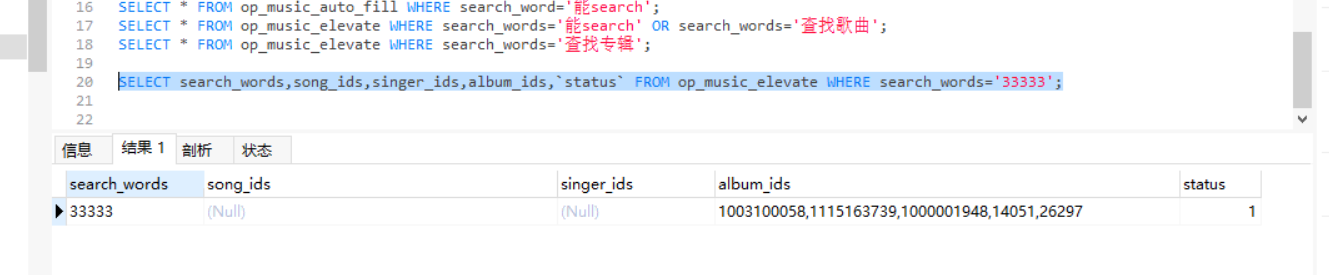 16 SELECT * FROM op_music_auto_fill WHERE search_word='能search';
17 SELECT * FROM op_music_elevate WHERE search_words='能search' OR search_words='查找歌曲';
18 SELECT * FROM op_music_elevate WHERE search_words='查找专辑';
19
20 SELECT search_words,song_ids,singer_ids,album_ids,`status` FROM op_music_elevate WHERE search_words='33333';
21
22
信息 结果 1 剖析 状态
search_words song_ids singer_ids album_ids status
33333 (Null) (Null) 1003100058,1115163739,1000001948,14051,26297 1